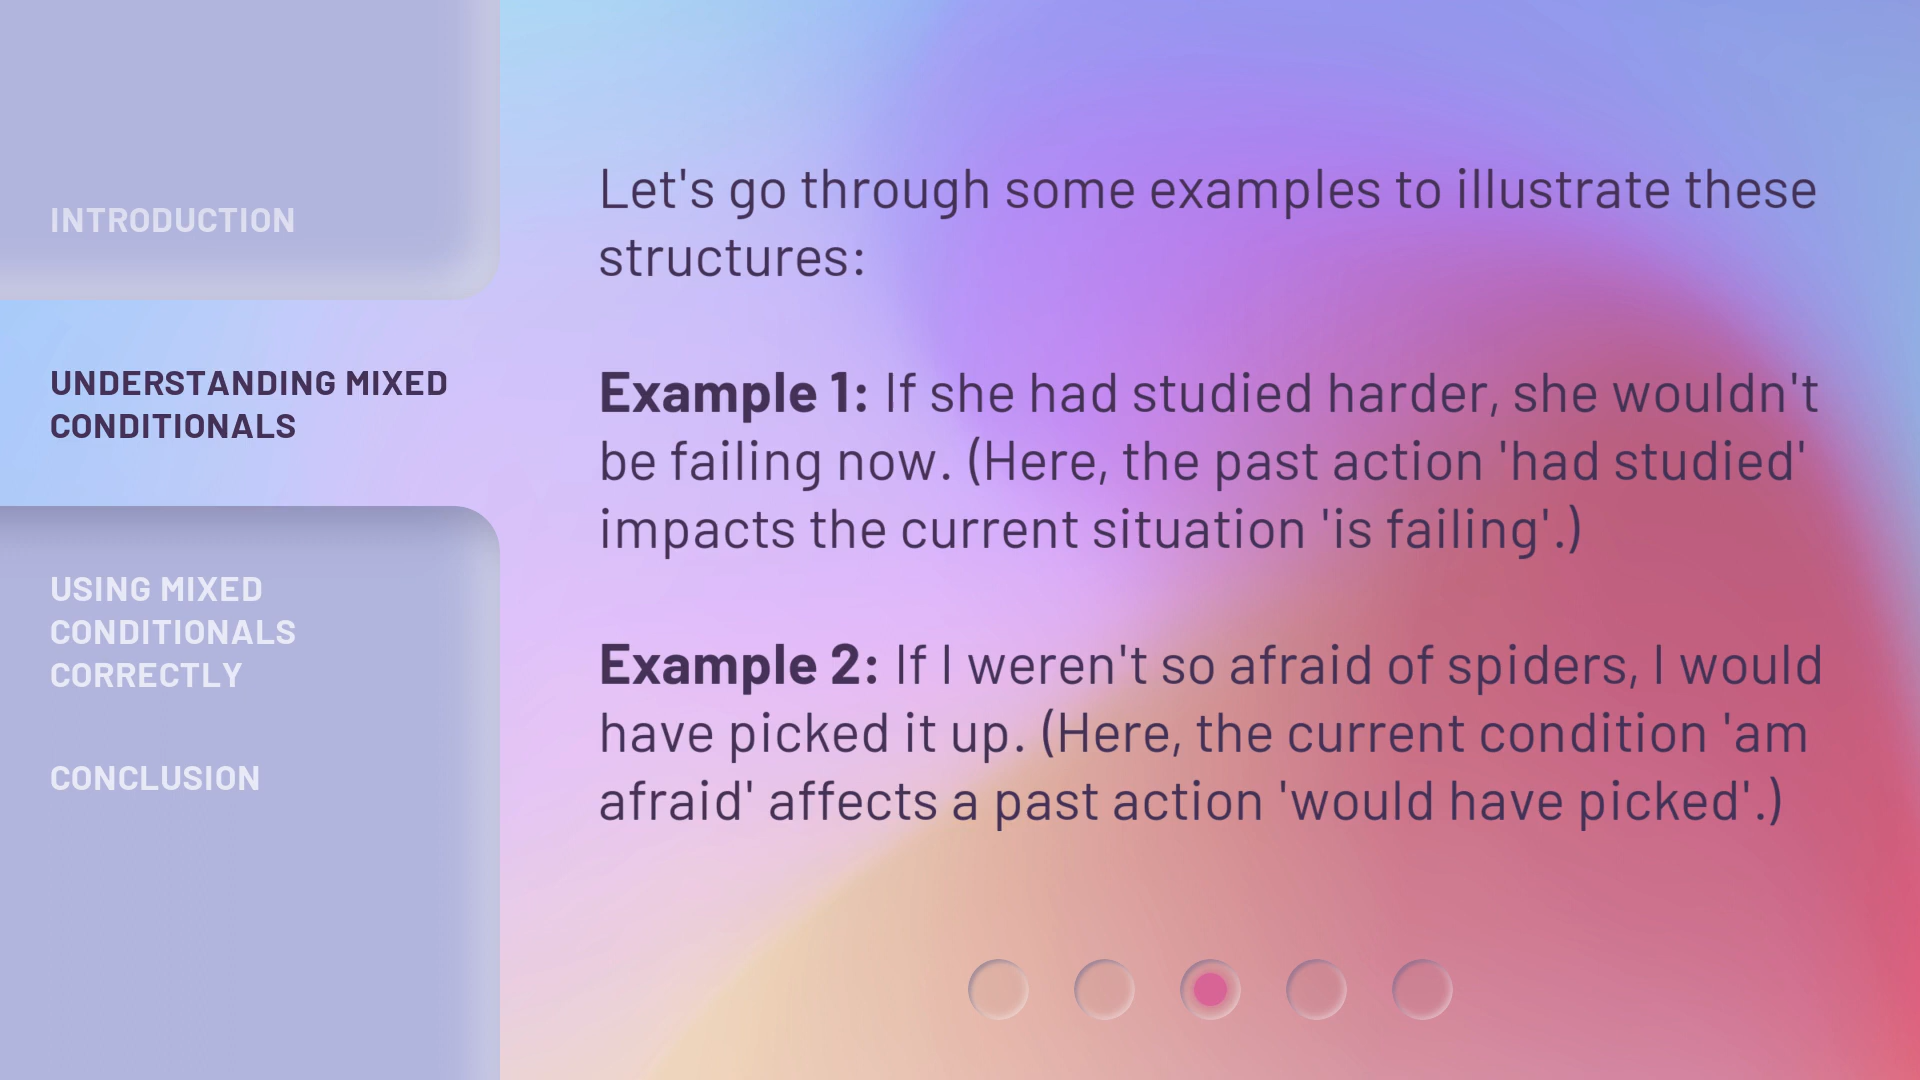 INTRODUCTION
UNDERSTANDING MIXED
CONDITIONALS
USING MIXED
CONDITIONALS
CORRECTLY
CONCLUSION
Let's go through some examples to illustrate these
structures:
Example 1: If she had studied harder, she wouldn't
be failing now. (Here, the past action 'had studied'
impacts the current situation 'is failing'.)
Example 2: If I weren't so afraid of spiders, I would
have picked it up. (Here, the current condition 'am
afraid' affects a past action 'would have picked'.)